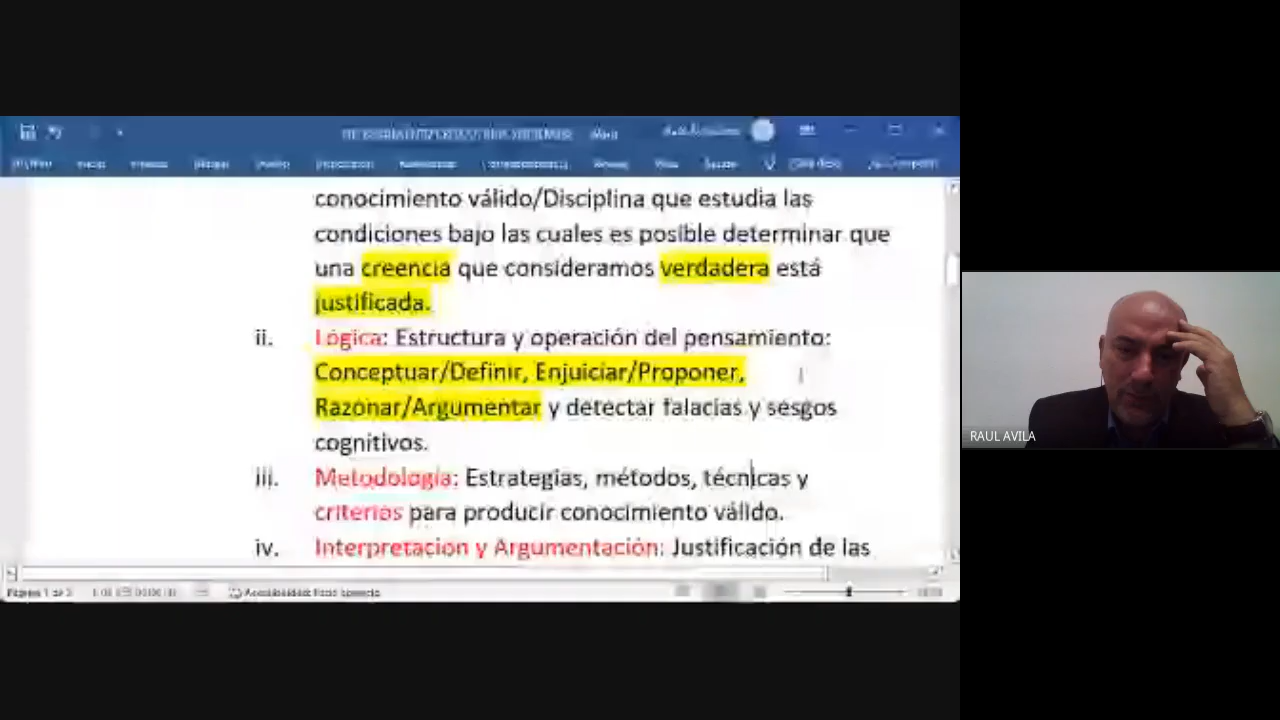 conocimiento válido/Disciplina que estudia las
condiciones bajo las cuales es posible determinar que
una creencia que consideramos verdadera está
justificada.
ii. Lógica: Estructura y operación del pensamiento:
Conceptuar/Definir, Enjuiciar/Proponer,
Razonar/Argumentar y detectar falacias y sesgos
cognitivos.
iii. Metodología: Estrategias, métodos, técnicas y
criterios para producir conocimiento válido.
iv. Interpretación y Argumentación: Justificación de las
RAUL AVILA